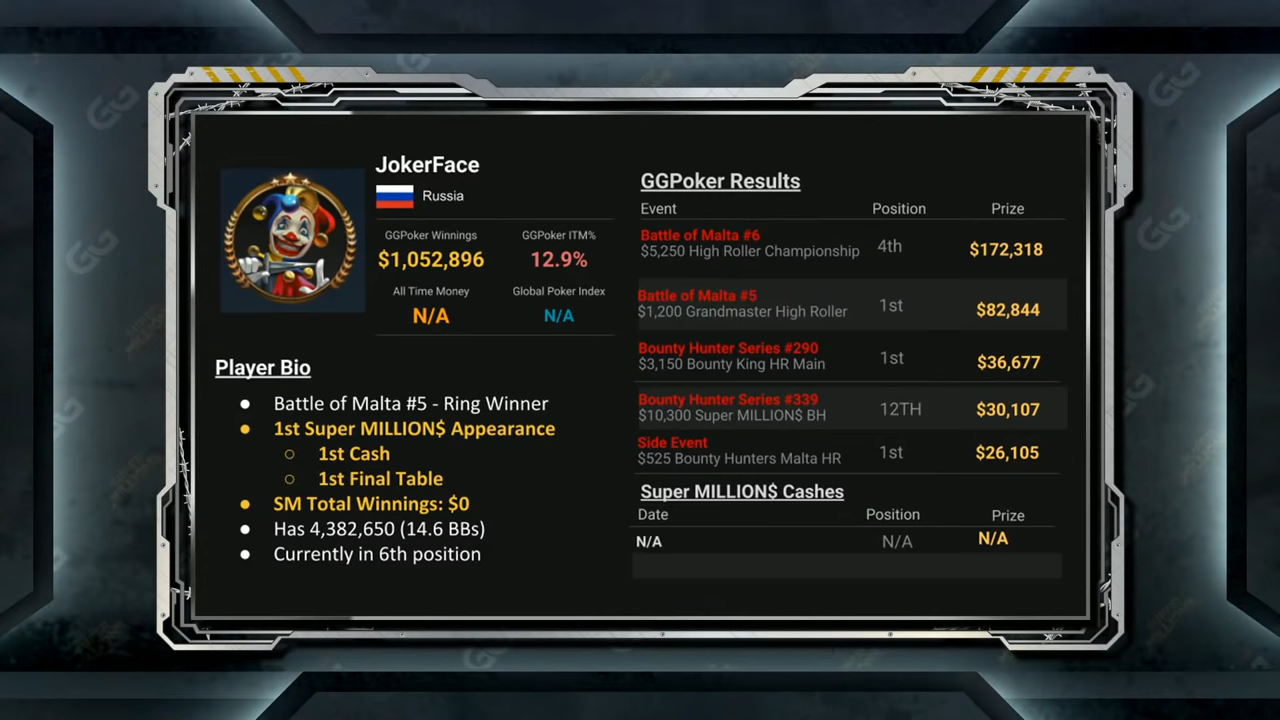 JokerFace
Russia
GGPoker Winnings GGPoker ITM%
$1,052,896 12.9%
All Time Money Global Poker Index
N/A N/A
Player Bio
● Battle of Malta #5 - Ring Winner
● 1st Super MILLION$ Appearance
○ 1st Cash
○ 1st Final Table
● SM Total Winnings: $0
● Has 4,382,650 (14.6 BBs)
● Currently in 6th position
GGPoker Results
Event Position Prize
Battle of Malta #6
$5,250 High Roller Championship 4th $172,318
Battle of Malta #5
$1,200 Grandmaster High Roller 1st $82,844
Bounty Hunter Series #290
$3,150 Bounty King HR Main 1st $36,677
Bounty Hunter Series #339
$10,300 Super MILLION$ BH 12TH $30,107
Side Event
$525 Bounty Hunters Malta HR 1st $26,105
Super MILLION$ Cashes
Date Position Prize
N/A N/A N/A